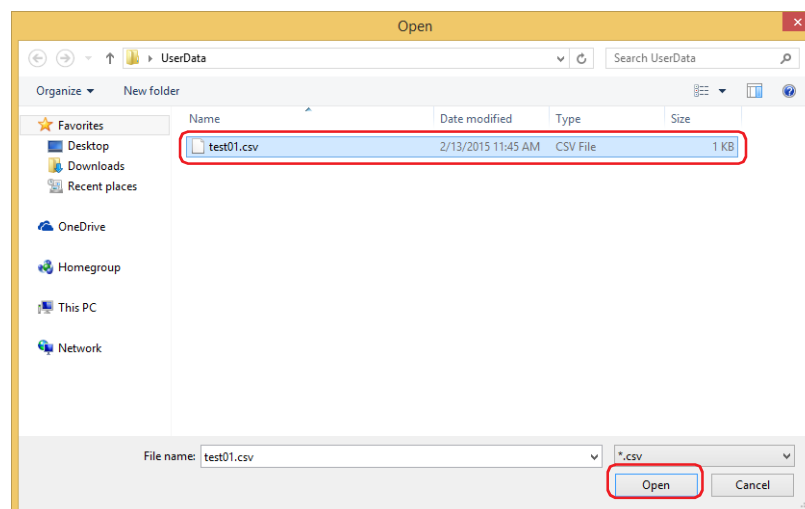 Open
UserData
Search UserData
Organize
New folder
Name Date modified Type Size
Favorites
test01.csv 2/13/2015 11:45 AM CSV File 1 KB
Desktop
Downloads
Recent places
OneDrive
Homegroup
This PC
Network
File name: test01.csv *.csv
Open Cancel